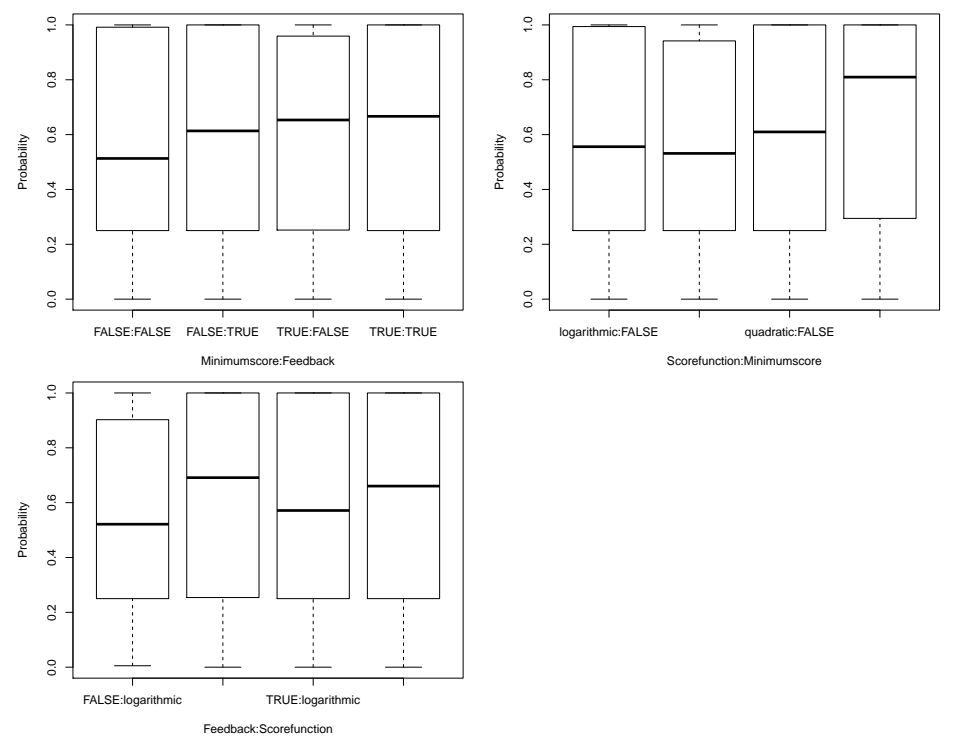 Probability
1.0
0.8
0.6
0.4
0.2
0.0
FALSE:FALSE FALSE:TRUE TRUE:FALSE TRUE:TRUE
Minimumscore:Feedback
Probability
1.0
0.8
0.6
0.4
0.2
0.0
logarithmic:FALSE quadratic:FALSE
Scorefunction:Minimumscore
Probability
1.0
0.8
0.6
0.4
0.2
0.0
FALSE:logarithmic TRUE:logarithmic
Feedback:Scorefunction